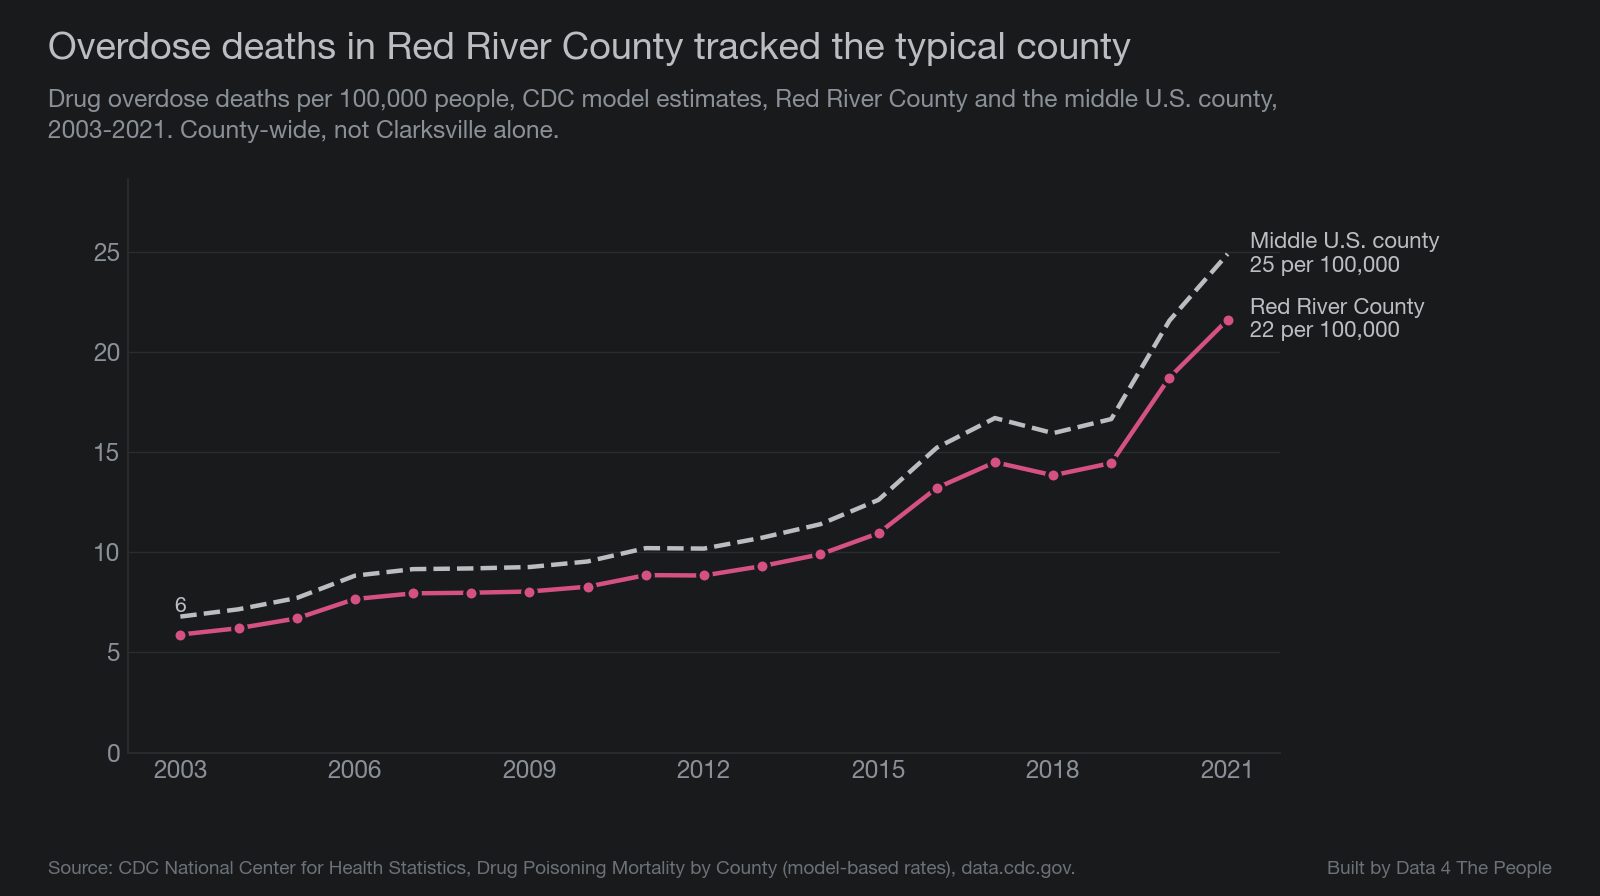 Overdose deaths in Red River County tracked the typical county
Drug overdose deaths per 100,000 people, CDC model estimates, Red River County and the middle U.S. county,
2003-2021. County-wide, not Clarksville alone.
25
20
15
10
5
0
6
Middle U.S. county
25 per 100,000
Red River County
22 per 100,000
2003 2006 2009 2012 2015 2018 2021
Source: CDC National Center for Health Statistics, Drug Poisoning Mortality by County (model-based rates), data.cdc.gov.
Built by Data 4 The People